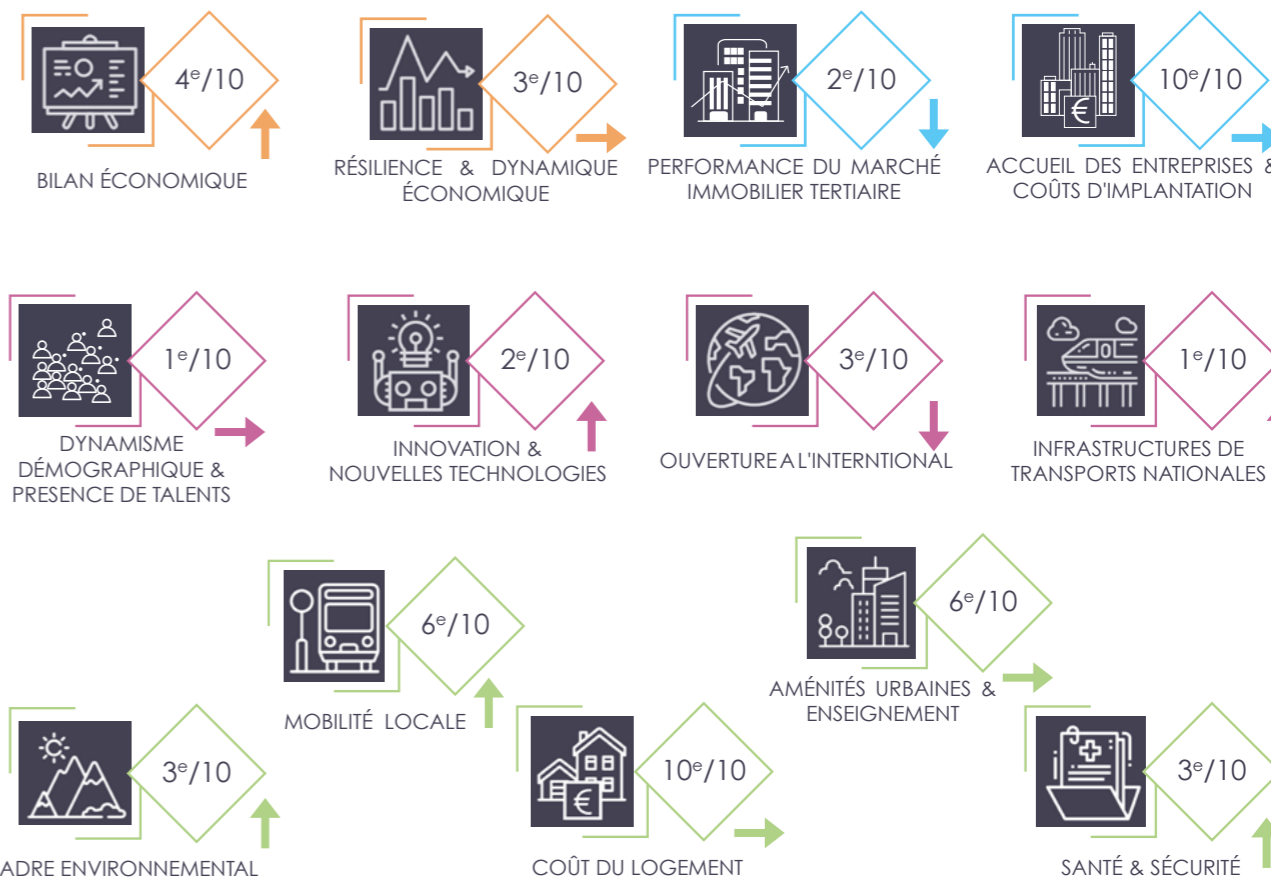 4e/10
3e/10
2e/10
10e/10
BILAN ÉCONOMIQUE
RÉSILIENCE & DYNAMIQUE
ÉCONOMIQUE
PERFORMANCE DU MARCHÉ
IMMOBILIER TERTIAIRE
ACCUEIL DES ENTREPRISES &
COÛTS D'IMPLANTATION
1e/10
2e/10
3e/10
1e/10
DYNAMISME
DÉMOGRAPHIQUE &
PRESENCE DE TALENTS
INNOVATION &
NOUVELLES TECHNOLOGIES
OUVERTURE A L'INTERNTIONAL
INFRASTRUCTURES DE
TRANSPORTS NATIONALES
6e/10
6e/10
MOBILITÉ LOCALE
AMÉNITÉS URBAINES &
ENSEIGNEMENT
3e/10
10e/10
3e/10
ADRE ENVIRONNEMENTAL
COÛT DU LOGEMENT
SANTÉ & SÉCURITÉ